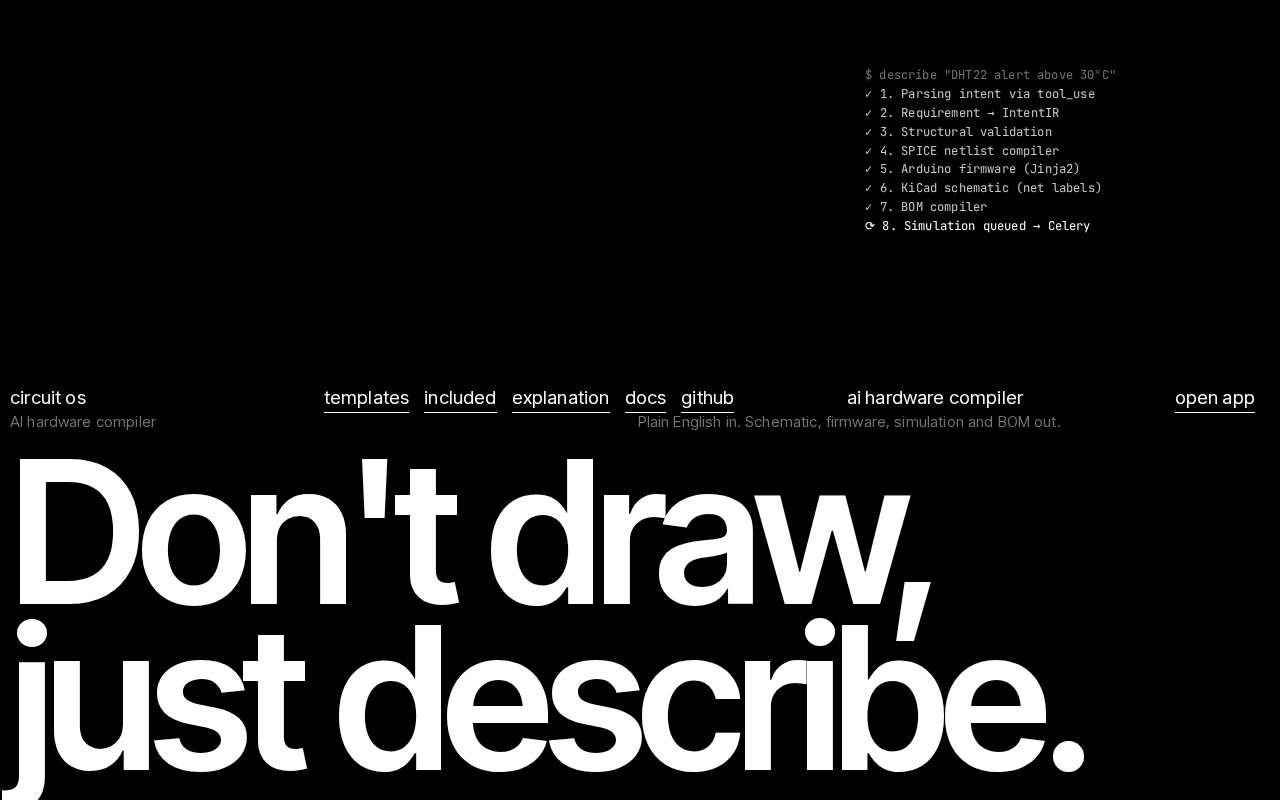 $ describe "DHT22 alert above 30°C"
✓ 1. Parsing intent via tool_use
✓ 2. Requirement → IntentIR
✓ 3. Structural validation
✓ 4. SPICE netlist compiler
✓ 5. Arduino firmware (Jinja2)
✓ 6. KiCad schematic (net labels)
✓ 7. BOM compiler
⟳ 8. Simulation queued → Celery
circuit os templates included explanation docs github ai hardware compiler open app
AI hardware compiler Plain English in. Schematic, firmware, simulation and BOM out.
Don't draw,
just describe.